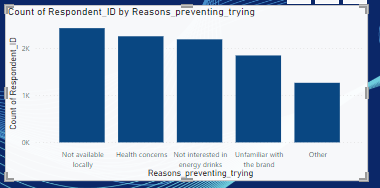 Count of Respondent_ID by Reasons_preventing_trying
Count of Respondent_ID
2K
1K
0K
Not available
locally
Health concerns
Not interested in
energy drinks
Unfamiliar with
the brand
Other
Reasons_preventing_trying